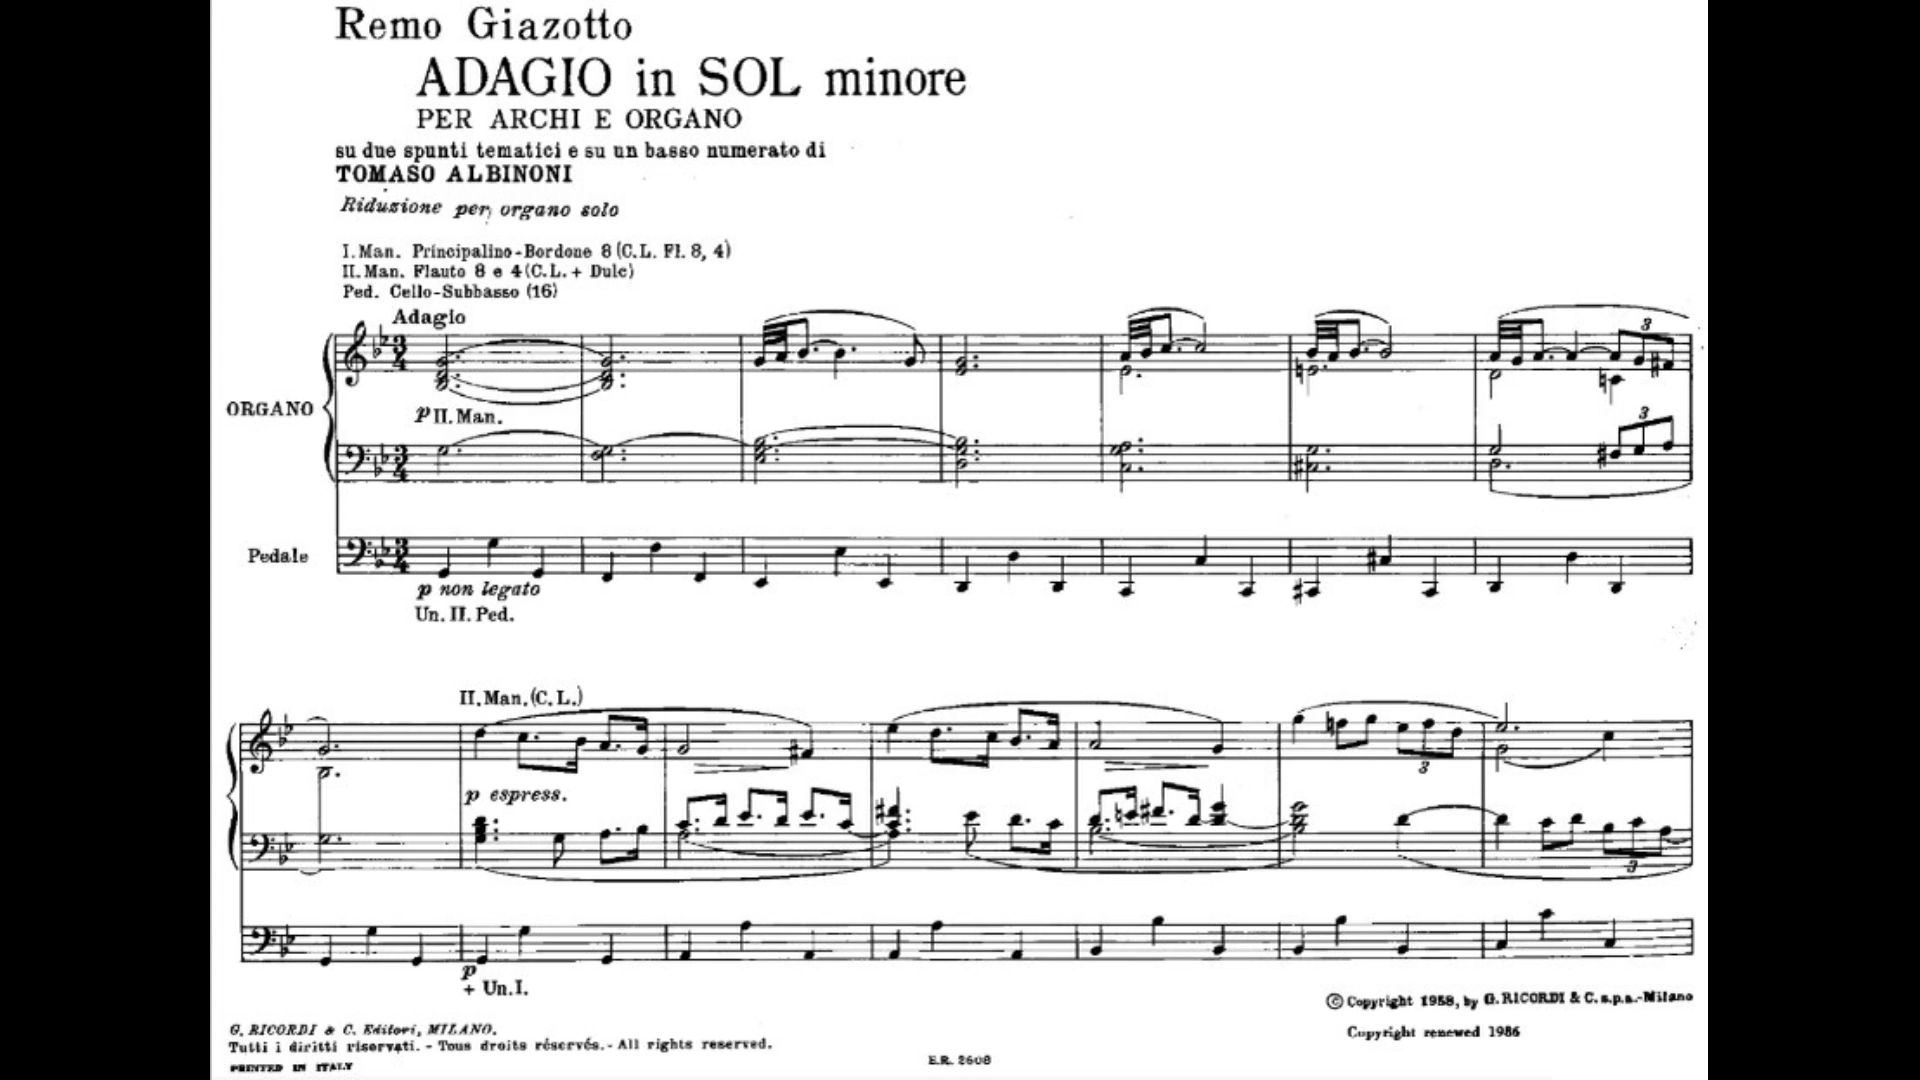 Remo Giazotto
ADAGIO in SOL minore
PER ARCHI E ORGANO
su due spunti tematici e su un basso numerato di
TOMASO ALBINONI
Riduzione per organo solo
I. Man. Principalino-Bordone 8 (C.L. Fl. 8, 4)
II. Man. Flauto 8 e 4 (C.L. + Dulc)
Ped. Cello-Subbasso (16)
Adagio
3
ORGANO
p II. Man.
3
Pedale
p non legato
Un. II. Ped.
II. Man. (C.L.)
3
p espress.
3
p
+ Un. I.
© Copyright 1958, by G. RICORDI & C. s.p.a.-Milano
Copyright renewed 1986
G. RICORDI & C. Editori, MILANO.
Tutti i diritti riservati. - Tous droits réservés. - All rights reserved.
PRINTED IN ITALY
E.R. 2608